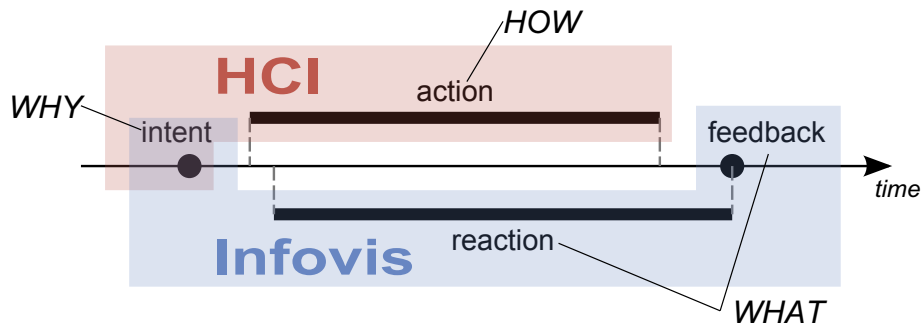 HOW
HCI
action
WHY
intent
feedback
time
reaction
Infovis
WHAT